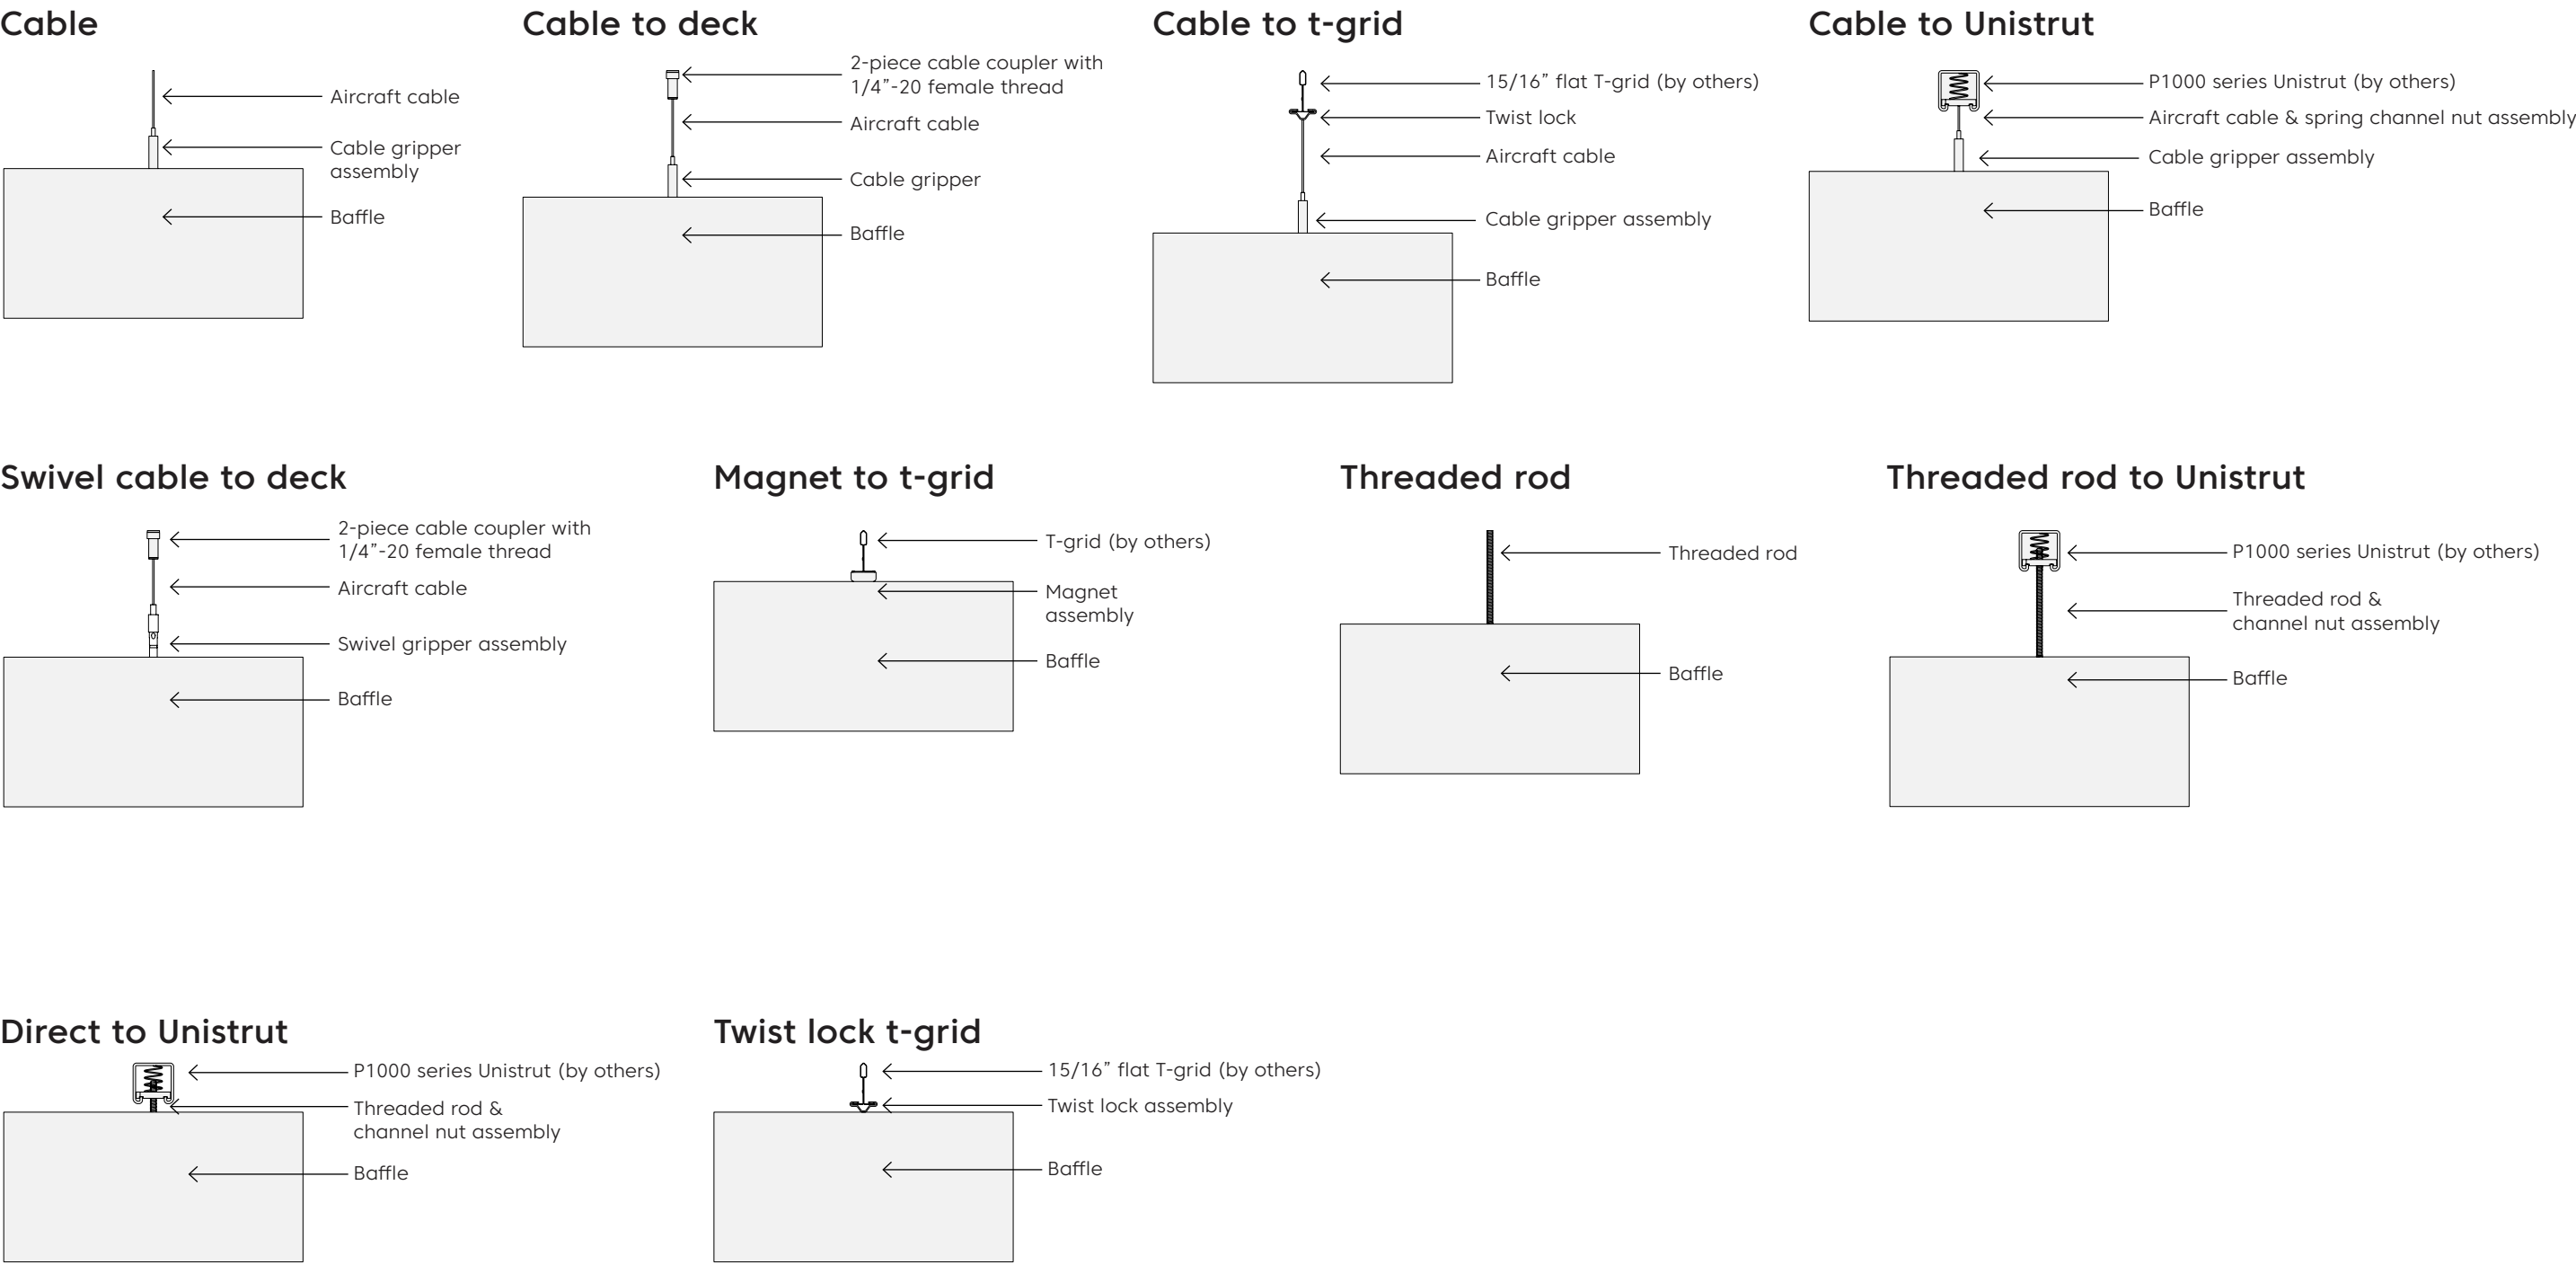 Cable
Aircraft cable
Cable gripper
assembly
Baffle
Cable to deck
2-piece cable coupler with
1/4”-20 female thread
Aircraft cable
Cable gripper
Baffle
Cable to t-grid
15/16” flat T-grid (by others)
Twist lock
Aircraft cable
Cable gripper assembly
Baffle
Cable to Unistrut
P1000 series Unistrut (by others)
Aircraft cable & spring channel nut assembly
Cable gripper assembly
Baffle
Swivel cable to deck
2-piece cable coupler with
1/4”-20 female thread
Aircraft cable
Swivel gripper assembly
Baffle
Magnet to t-grid
T-grid (by others)
Magnet
assembly
Baffle
Threaded rod
Threaded rod
Baffle
Threaded rod to Unistrut
P1000 series Unistrut (by others)
Threaded rod &
channel nut assembly
Baffle
Direct to Unistrut
P1000 series Unistrut (by others)
Threaded rod &
channel nut assembly
Baffle
Twist lock t-grid
15/16” flat T-grid (by others)
Twist lock assembly
Baffle